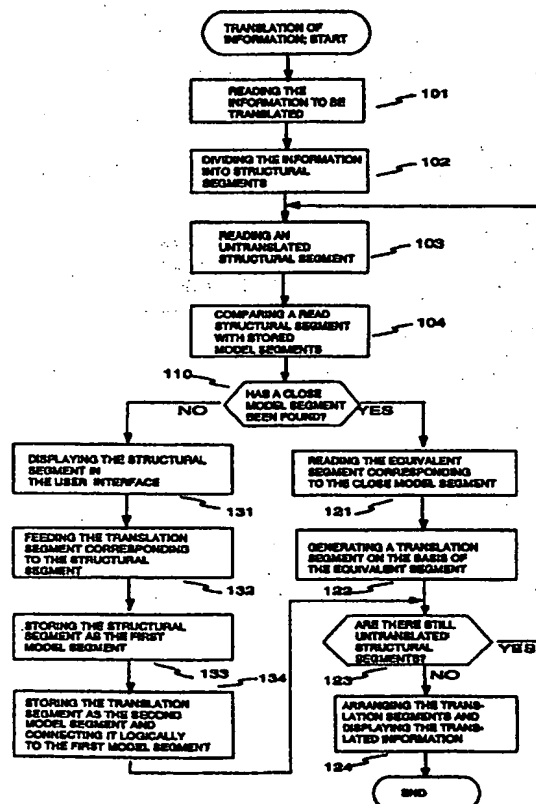 TRANSLATION OF
INFORMATION; START
READING THE
INFORMATION TO BE
TRANSLATED
101
DIVIDING THE INFORMATION
INTO STRUCTURAL
SEGMENTS
102
READING AN
UNTRANSLATED
STRUCTURAL SEGMENT
103
COMPARING A READ
STRUCTURAL SEGMENT
WITH STORED
MODEL SEGMENTS
104
110
HAS A CLOSE
MODEL SEGMENT
BEEN FOUND?
NO
YES
DISPLAYING THE STRUCTURAL
SEGMENT IN
THE USER INTERFACE
131
READING THE EQUIVALENT
SEGMENT CORRESPONDING
TO THE CLOSE MODEL SEGMENT
121
FEEDING THE TRANSLATION
SEGMENT CORRESPONDING
TO THE STRUCTURAL
SEGMENT
132
GENERATING A TRANSLATION
SEGMENT ON THE BASIS OF
THE EQUIVALENT SEGMENT
122
STORING THE STRUCTURAL
SEGMENT AS THE FIRST
MODEL SEGMENT
133
ARE THERE STILL
UNTRANSLATED
STRUCTURAL
SEGMENTS?
YES
123
NO
134
STORING THE TRANSLATION
SEGMENT AS THE SECOND
MODEL SEGMENT AND
CONNECTING IT LOGICALLY
TO THE FIRST MODEL SEGMENT
ARRANGING THE TRANS-
LATION SEGMENTS AND
DISPLAYING THE TRANS-
LATED INFORMATION
124
END